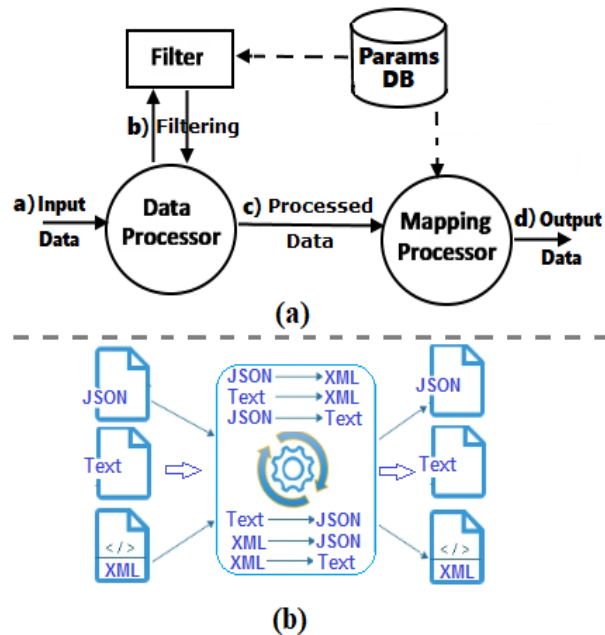 Filter
Params
DB
b) Filtering
a) Input
Data
Data
Processor
c) Processed
Data
Mapping
Processor
d) Output
Data
(a)
JSON
Text
</>
XML
JSON XML
Text XML
JSON Text
Text JSON
XML JSON
XML Text
JSON
Text
</>
XML
(b)